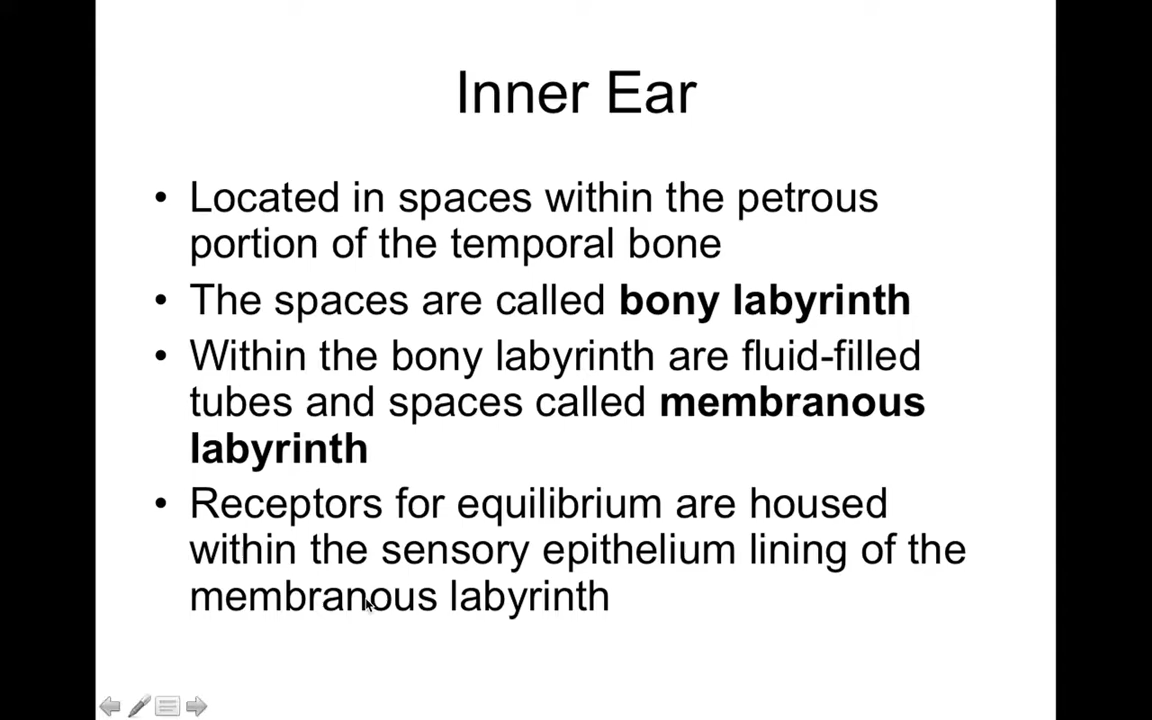 Inner Ear
• Located in spaces within the petrous
portion of the temporal bone
• The spaces are called bony labyrinth
• Within the bony labyrinth are fluid-filled
tubes and spaces called membranous
labyrinth
• Receptors for equilibrium are housed
within the sensory epithelium lining of the
membranous labyrinth